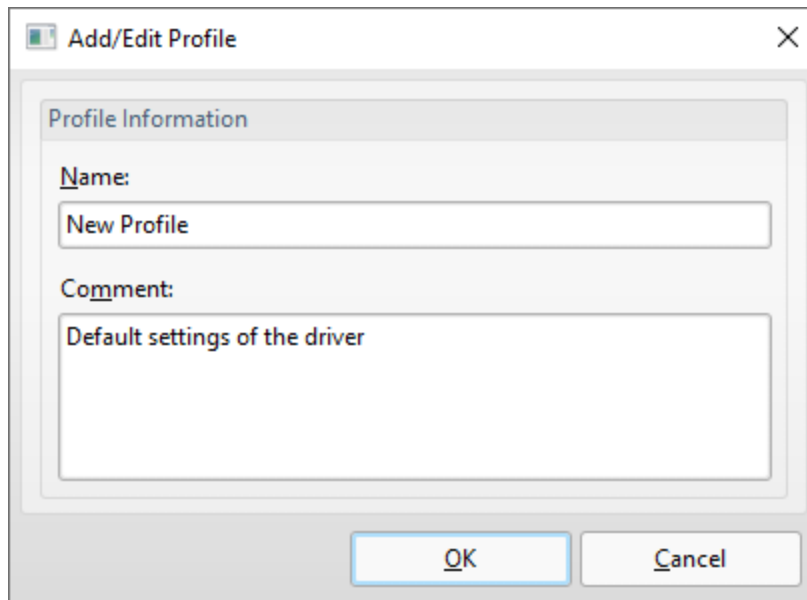 Add/Edit Profile
Profile Information
Name:
New Profile
Comment:
Default settings of the driver
OK
Cancel